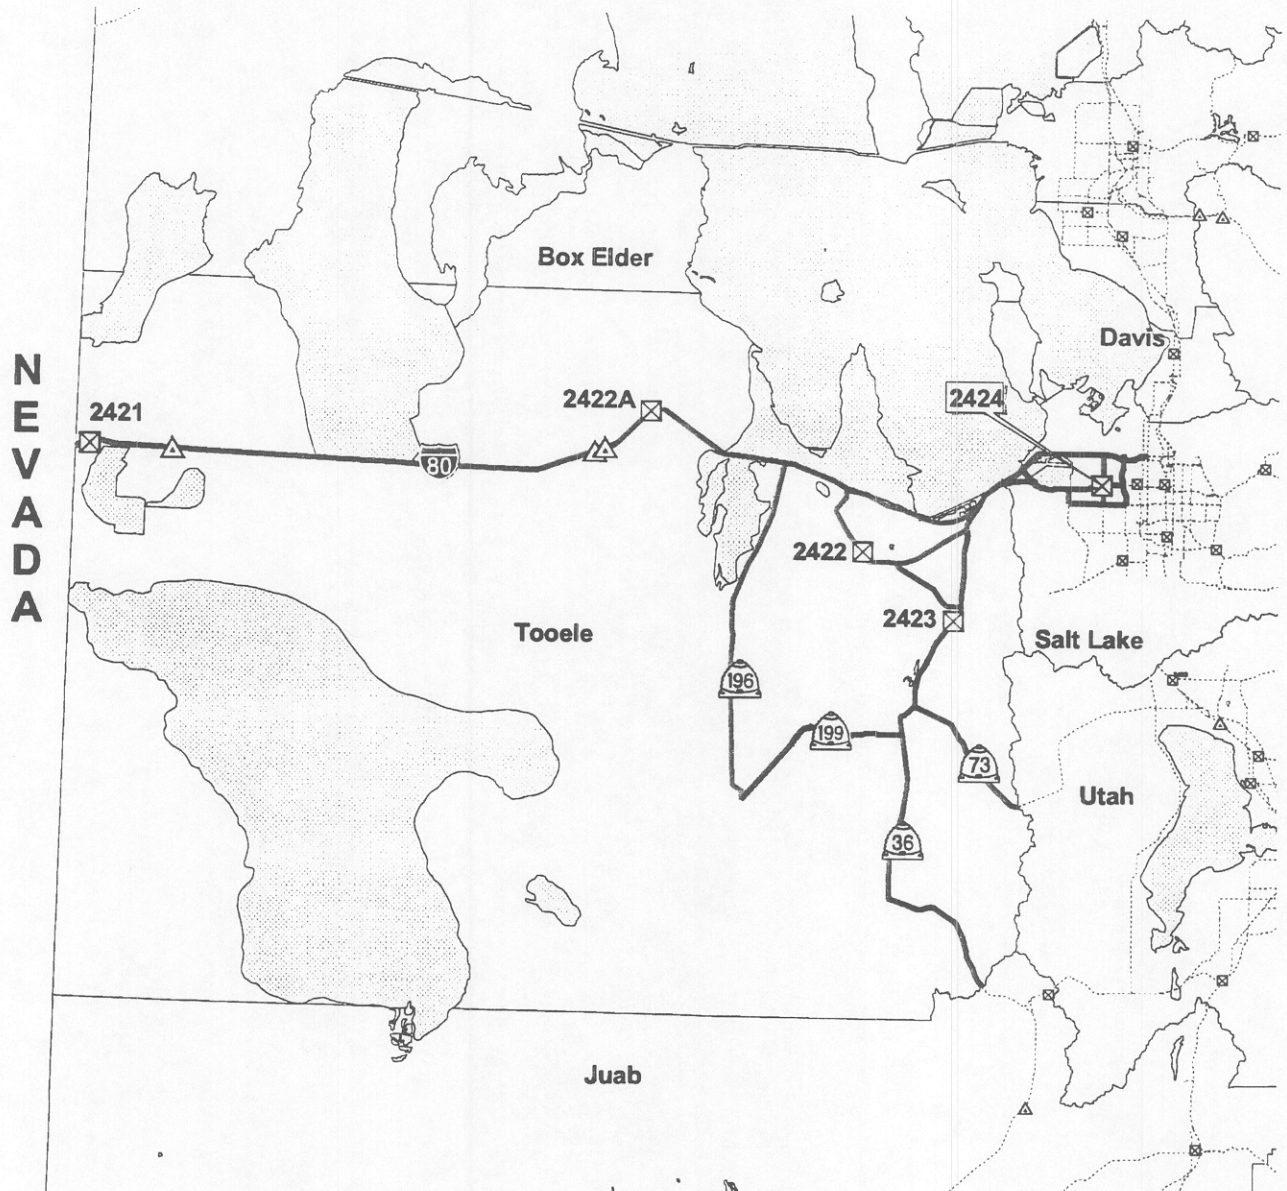 Box Elder
Davis
NEVADA
2421
2422A
2424
80
2422
2423
Tooele
Salt Lake
196
199
73
Utah
36
Juab